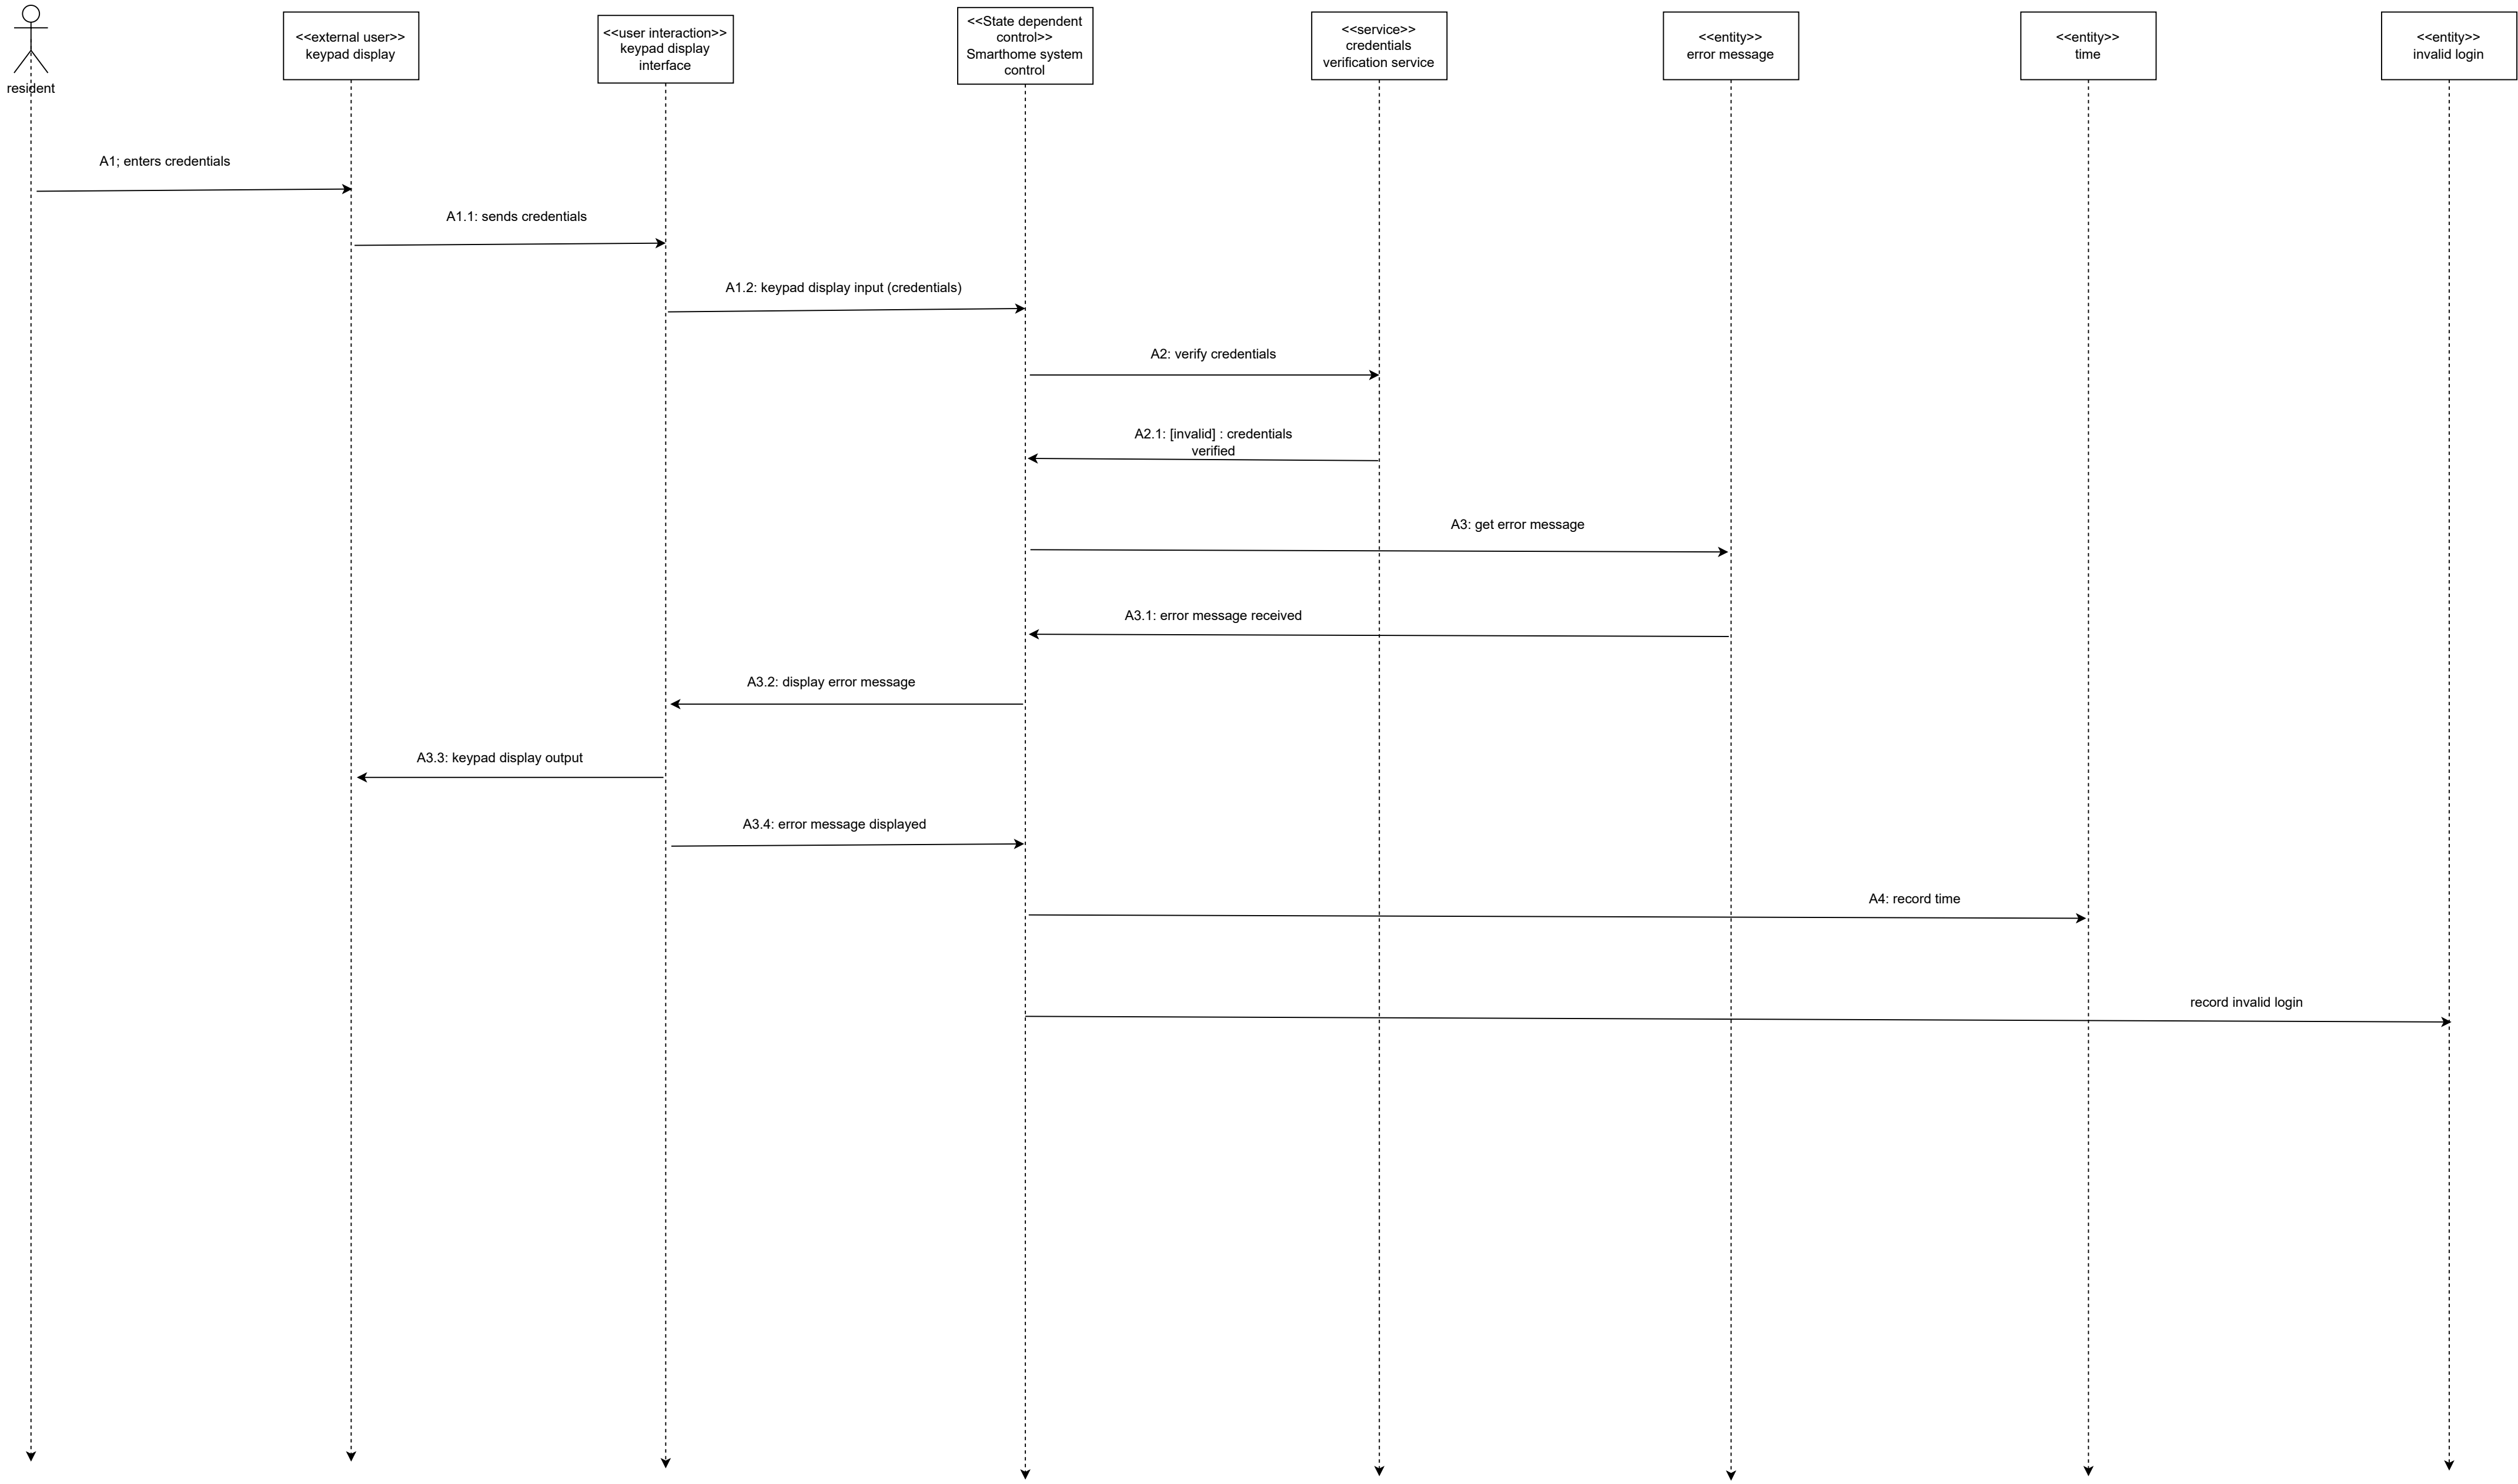 resident
<<external user>>
keypad display
<<user interaction>>
keypad display
interface
<<State dependent
control>>
Smarthome system
control
<<service>>
credentials
verification service
<<entity>>
error message
<<entity>>
time
<<entity>>
invalid login
A1; enters credentials
A1.1: sends credentials
A1.2: keypad display input (credentials)
A2: verify credentials
A2.1: [invalid] : credentials
verified
A3: get error message
A3.1: error message received
A3.2: display error message
A3.3: keypad display output
A3.4: error message displayed
A4: record time
record invalid login